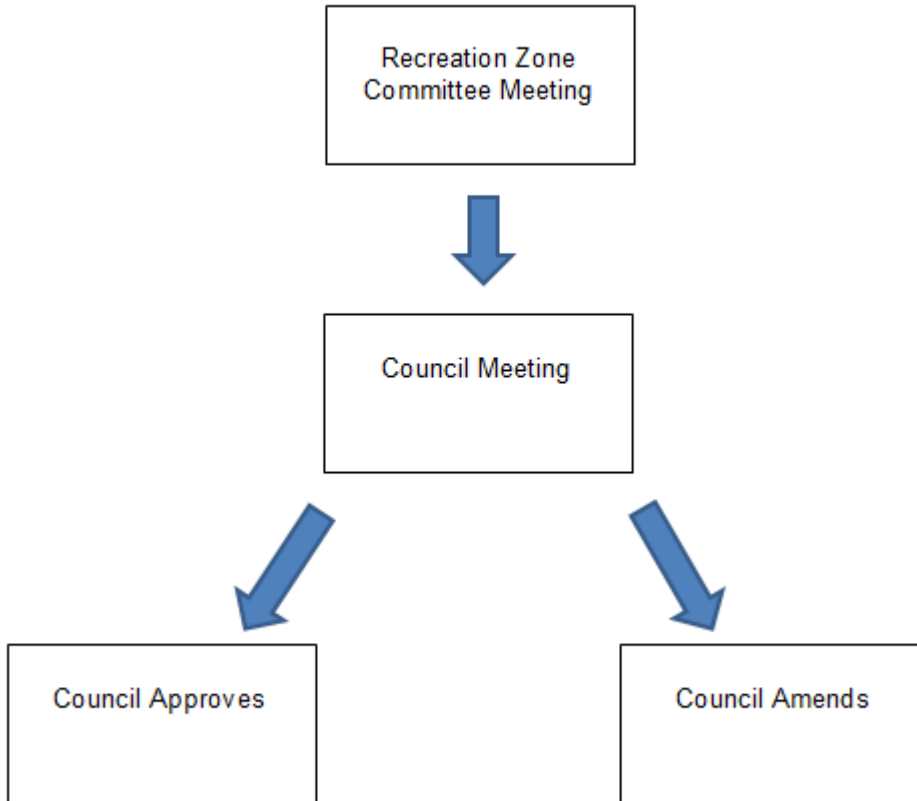 Recreation Zone
Committee Meeting
Council Meeting
Council Approves
Council Amends